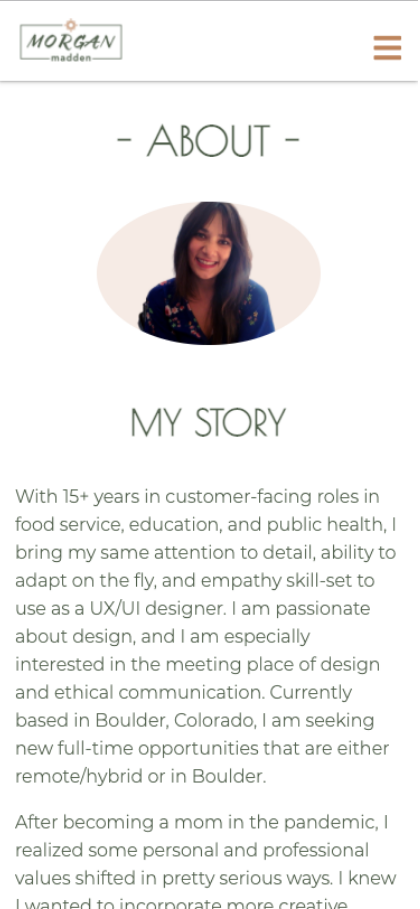 MORGAN
madden
- ABOUT -
MY STORY
With 15+ years in customer-facing roles in
food service, education, and public health, I
bring my same attention to detail, ability to
adapt on the fly, and empathy skill-set to
use as a UX/UI designer. I am passionate
about design, and I am especially
interested in the meeting place of design
and ethical communication. Currently
based in Boulder, Colorado, I am seeking
new full-time opportunities that are either
remote/hybrid or in Boulder.
After becoming a mom in the pandemic, I
realized some personal and professional
values shifted in pretty serious ways. I knew
I wanted to incorporate more creative